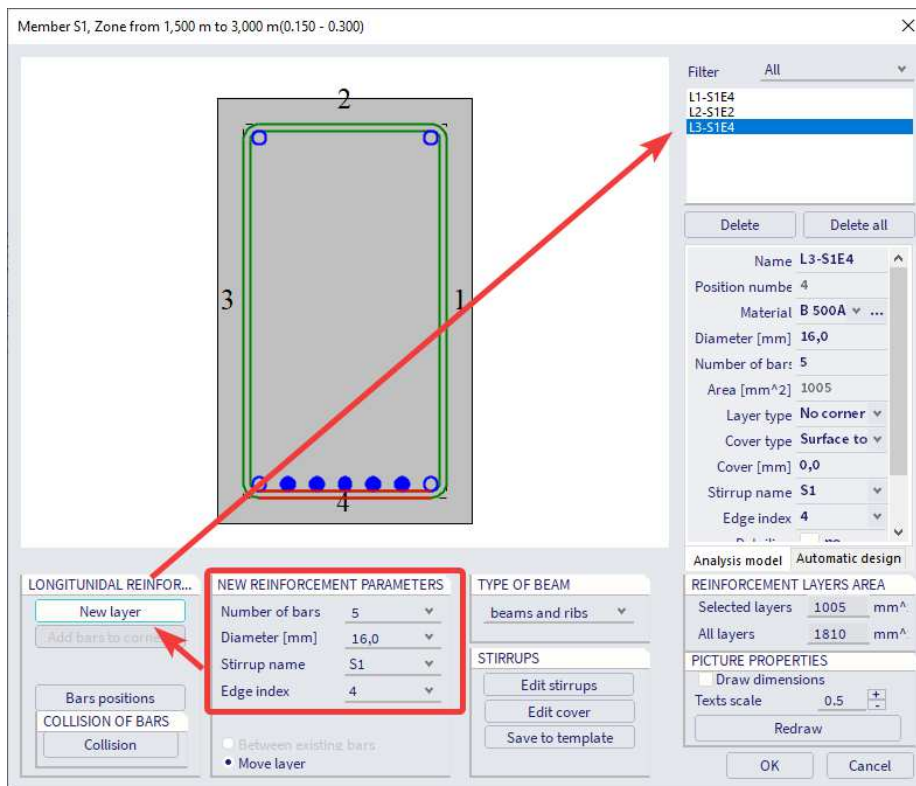 Member S1, Zone from 1,500 m to 3,000 m(0.150 - 0.300)
2
3
1
4
Filter All
L1-S1E4
L2-S1E2
L3-S1E4
Delete Delete all
Name L3-S1E4
Position numbe 4
Material B 500A ...
Diameter [mm] 16,0
Number of bar: 5
Area [mm^2] 1005
Layer type No corner
Cover type Surface to
Cover [mm] 0,0
Stirrup name S1
Edge index 4
Analysis model Automatic design
LONGITUNIDAL REINFOR...
New layer
Add bars to corne
Bars positions
COLLISION OF BARS
Collision
NEW REINFORCEMENT PARAMETERS
Number of bars 5
Diameter [mm] 16,0
Stirrup name S1
Edge index 4
Between existing bars
Move layer
TYPE OF BEAM
beams and ribs
STIRRUPS
Edit stirrups
Edit cover
Save to template
REINFORCEMENT LAYERS AREA
Selected layers 1005 mm^
All layers 1810 mm^
PICTURE PROPERTIES
Draw dimensions
Texts scale 0.5 + -
Redraw
OK Cancel